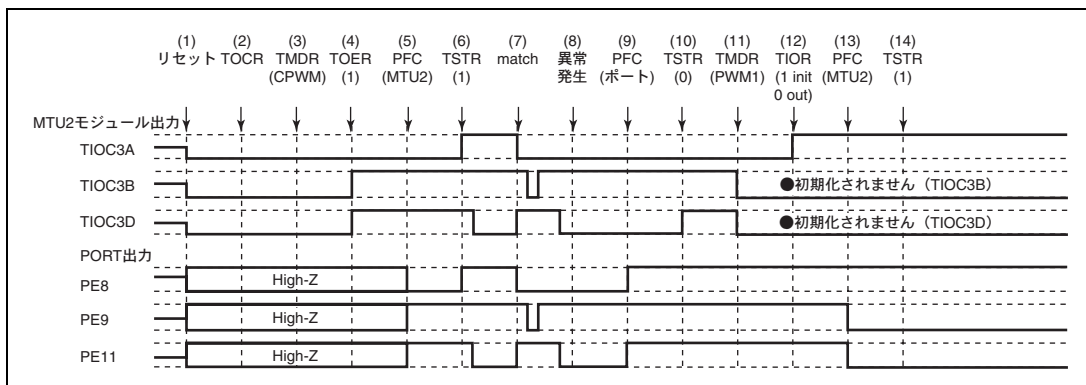 (1) (2) (3) (4) (5) (6) (7) (8) (9) (10) (11) (12) (13) (14)
リセット TOCR TMDR TOER PFC TSTR match 異常 PFC TSTR TMDR TIOR PFC TSTR
(CPWM) (1) (MTU2) (1) 発生 (ポート) (0) (PWM1) (1 init (MTU2) (1)
0 out)
MTU2モジュール出力
TIOC3A
TIOC3B ●初期化されません（TIOC3B）
TIOC3D ●初期化されません（TIOC3D）
PORT出力
PE8 High-Z
PE9 High-Z
PE11 High-Z